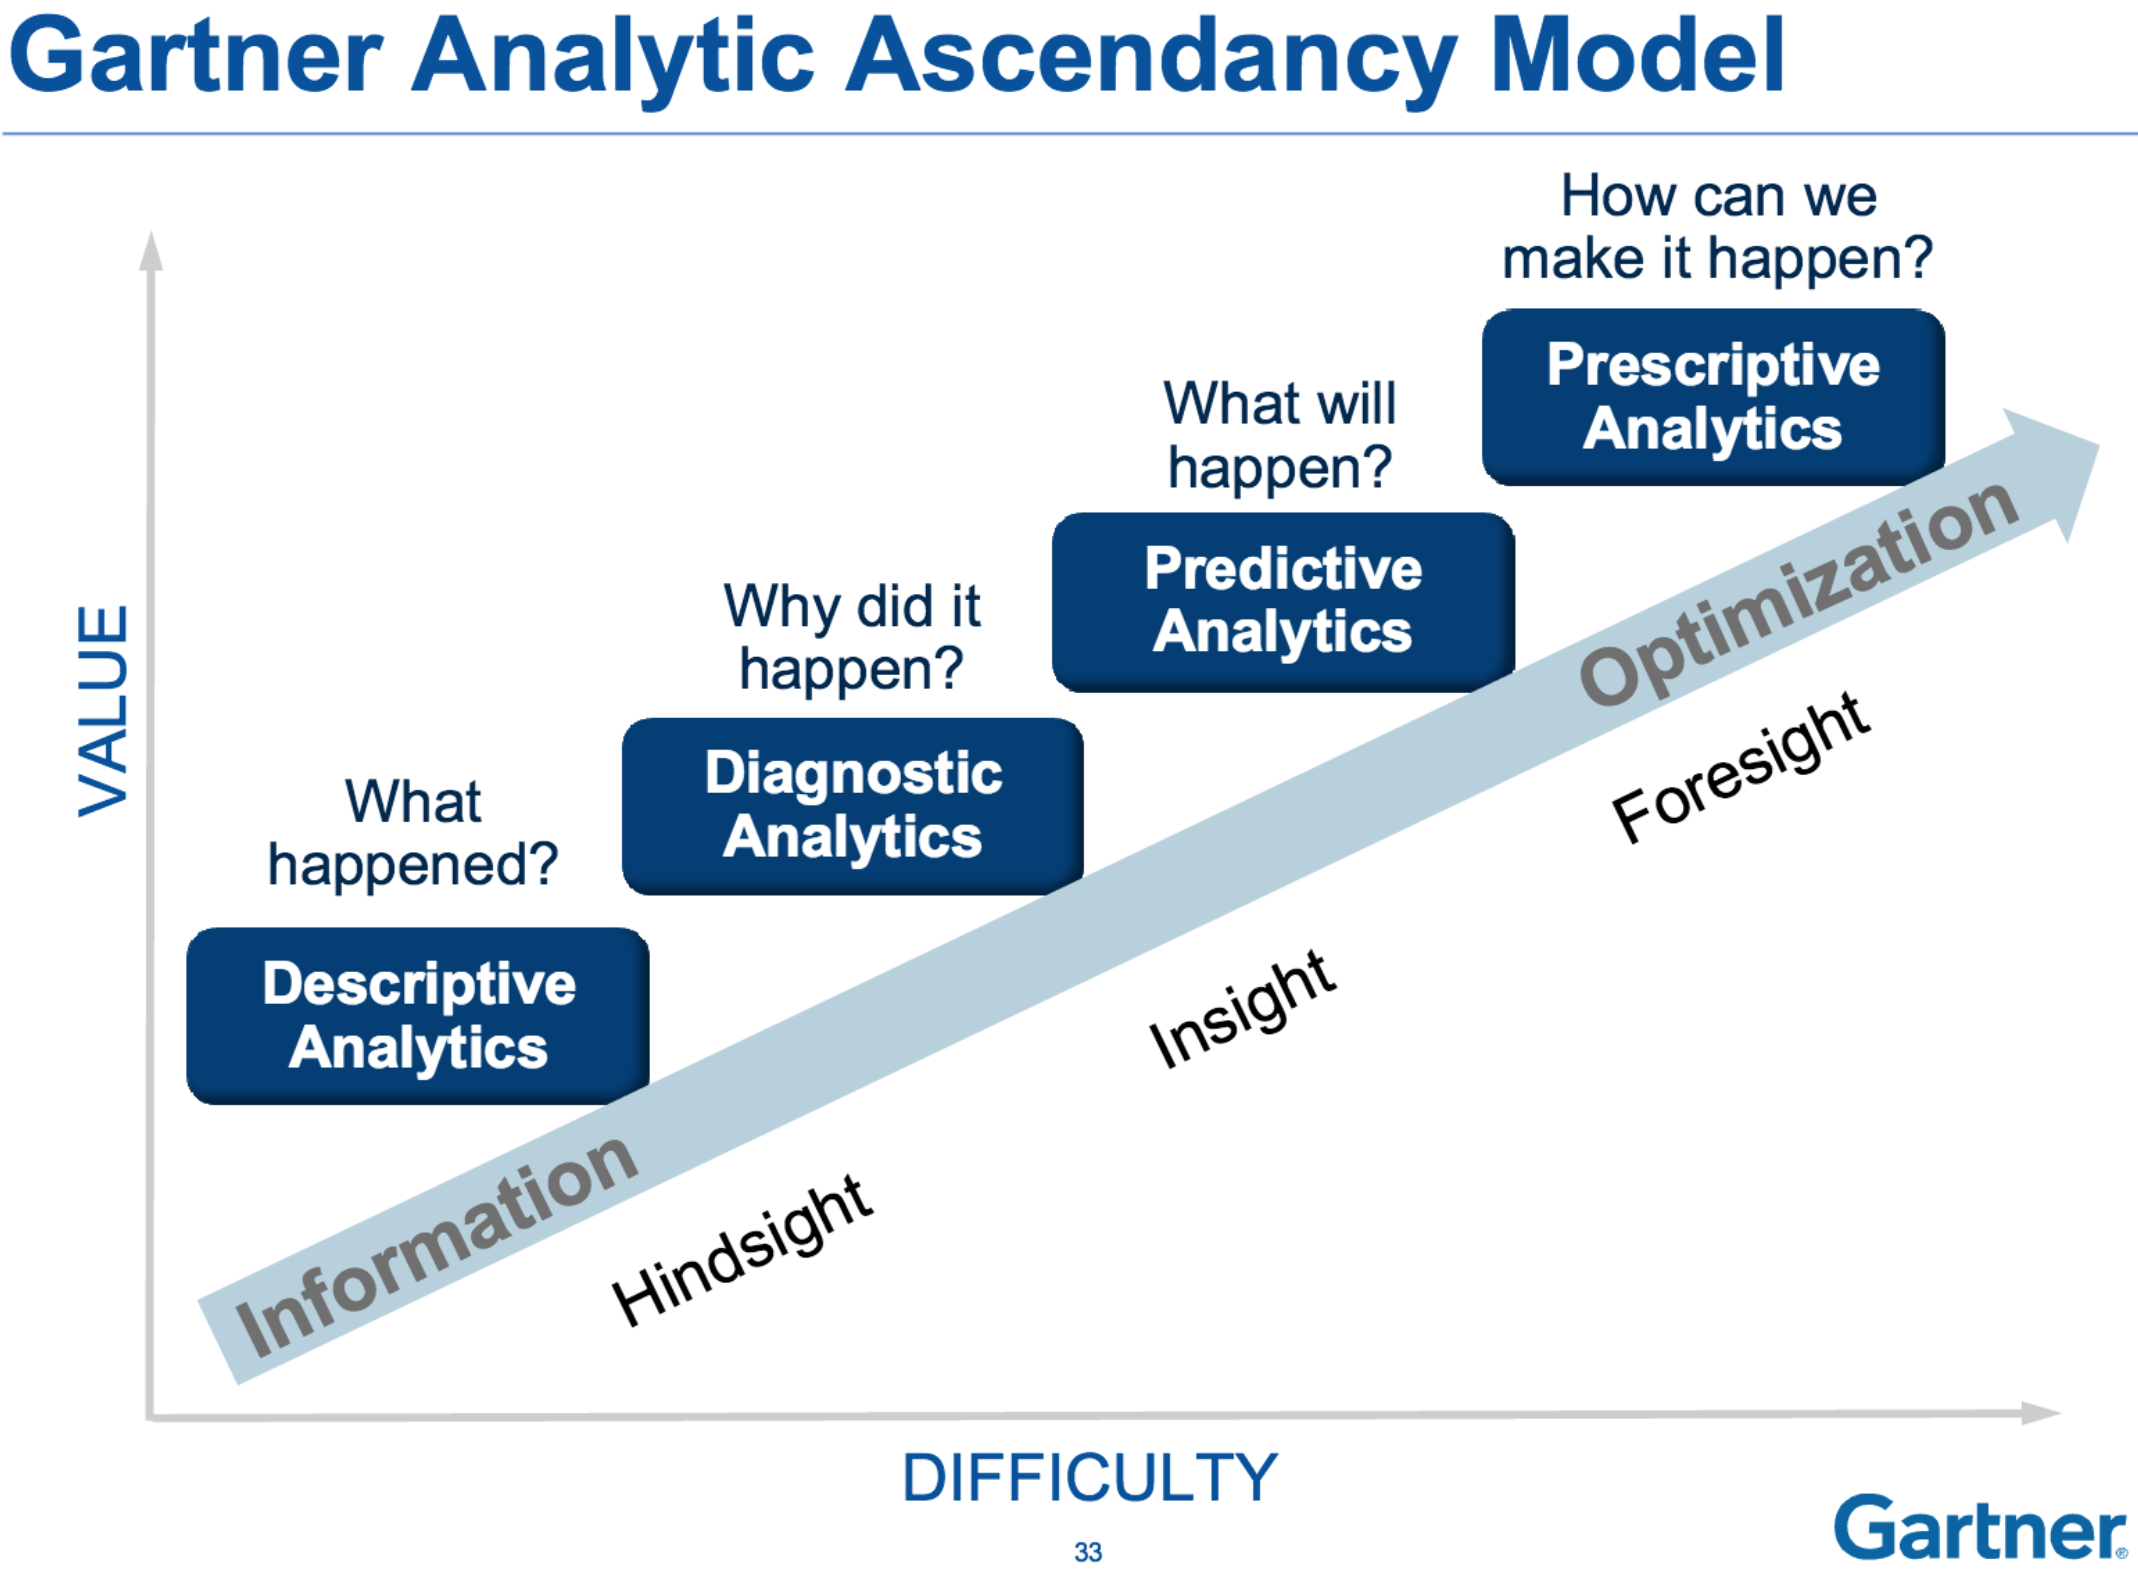 Gartner Analytic Ascendancy Model
How can we
make it happen?
Prescriptive
Analytics
What will
happen?
Predictive
Analytics
Why did it
happen?
Diagnostic
Analytics
What
happened?
Descriptive
Analytics
VALUE
Information
Optimization
Hindsight
Insight
Foresight
DIFFICULTY
33
Gartner®